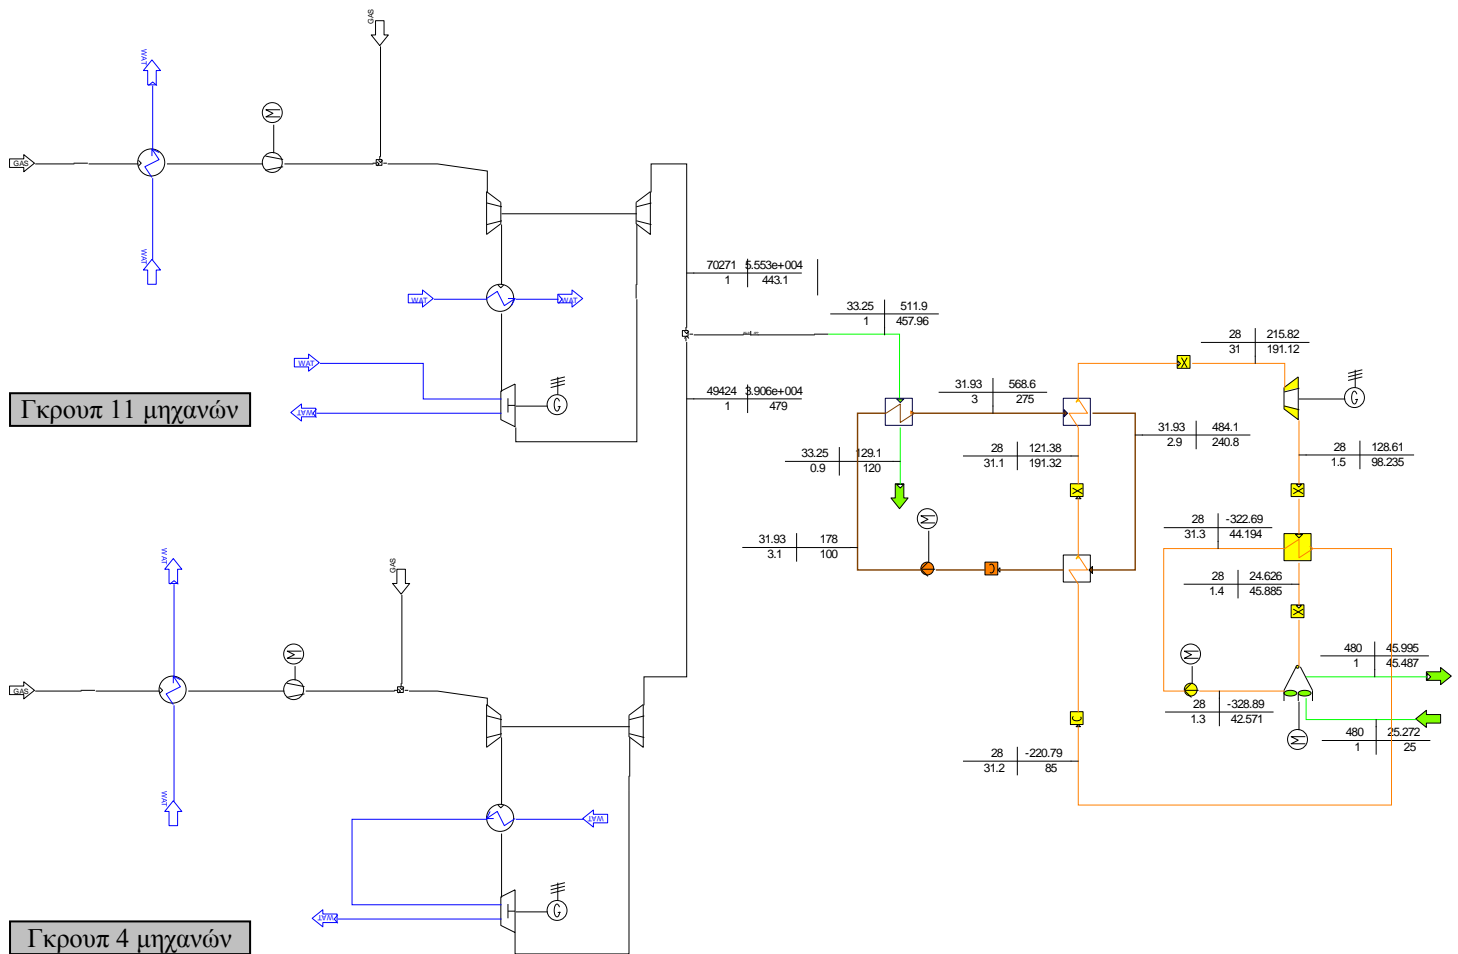 GAS
WAT
M
GAS
WAT
70271 5.553e+004
1 443.1
33.25 511.9
1 457.96
WAT
WAT
28 215.82
31 191.12
WAT
49424 3.906e+004
1 479
31.93 568.6
3 275
G
G
Γκρουπ 11 μηχανών
WAT
31.93 484.1
2.9 240.8
33.25 129.1
0.9 120
28 121.38
31.1 191.32
28 128.61
1.5 98.235
X
X
X
M
28 -322.69
31.3 44.194
31.93 178
3.1 100
C
WAT
GAS
28 24.626
1.4 45.885
X
M
M
480 45.995
1 45.487
GAS
28 -328.89
1.3 42.571
C
M
480 25.272
1 25
28 -220.79
31.2 85
WAT
WAT
G
WAT
Γκρουπ 4 μηχανών